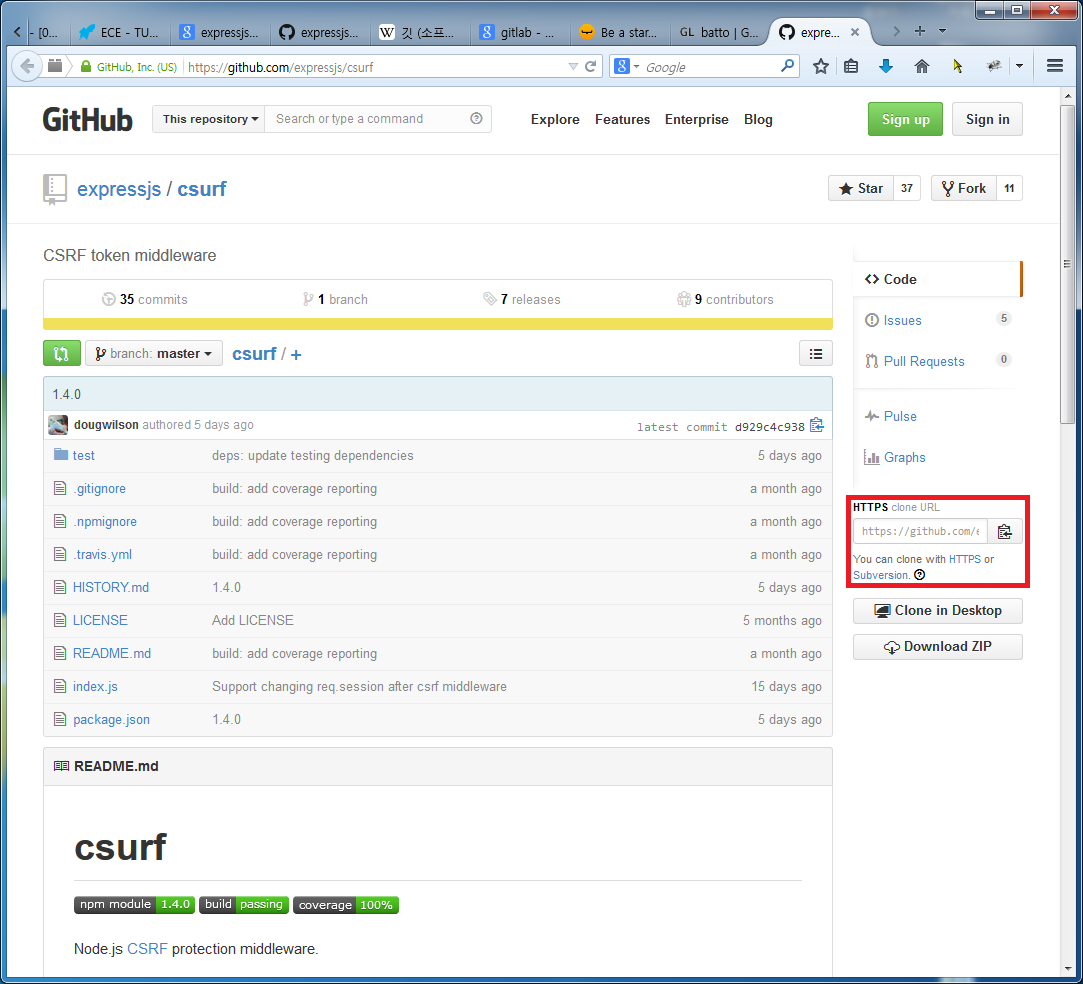 - [0...
ECE - TU...
expressjs...
expressjs...
깃 (소프...
gitlab - ...
Be a star...
GL batto | G...
expre...
GitHub, Inc. (US)
https://github.com/expressjs/csurf
Google
GitHub
This repository
Search or type a command
Explore
Features
Enterprise
Blog
Sign up
Sign in
expressjs / csurf
Star 37
Fork 11
CSRF token middleware
35 commits
1 branch
7 releases
9 contributors
branch: master
csurf / +
1.4.0
dougwilson authored 5 days ago
latest commit d929c4c938
test deps: update testing dependencies 5 days ago
.gitignore build: add coverage reporting a month ago
.npmignore build: add coverage reporting a month ago
.travis.yml build: add coverage reporting a month ago
HISTORY.md 1.4.0 5 days ago
LICENSE Add LICENSE 5 months ago
README.md build: add coverage reporting a month ago
index.js Support changing req.session after csrf middleware 15 days ago
package.json 1.4.0 5 days ago
Code
Issues 5
Pull Requests 0
Pulse
Graphs
HTTPS clone URL
https://github.com/e
You can clone with HTTPS or
Subversion.
Clone in Desktop
Download ZIP
README.md
csurf
npm module 1.4.0
build passing
coverage 100%
Node.js CSRF protection middleware.